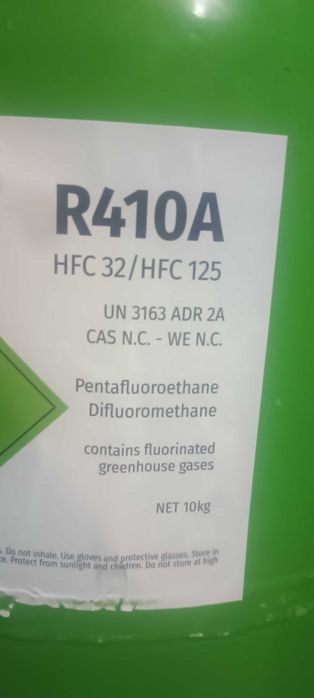 R410A
HFC 32/HFC 125
UN 3163 ADR 2A
CAS N.C. - WE N.C.
Pentafluoroethane
Difluoromethane
contains fluorinated
greenhouse gases
NET 10kg
. Do not inhale. Use gloves and protective glasses. Store in
ce. Protect from sunlight and children. Do not store at high